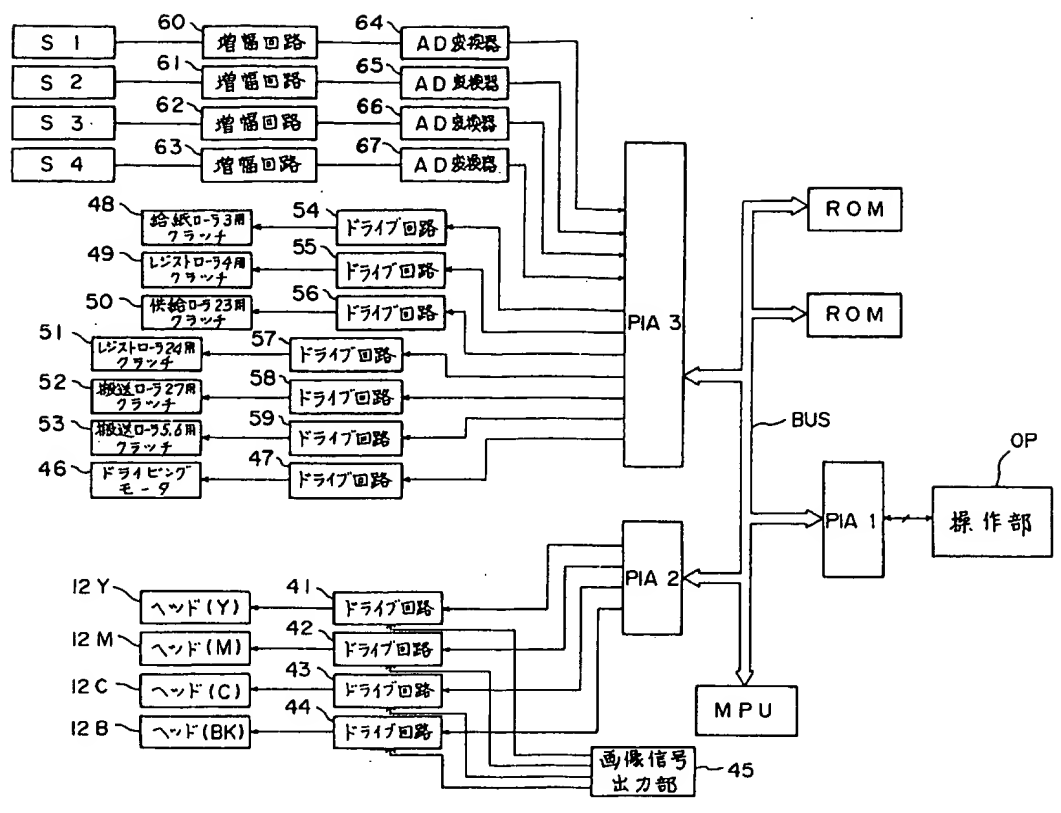 60
64
S 1
増幅回路
AD変換器
61
65
S 2
増幅回路
AD変換器
62
66
S 3
増幅回路
AD変換器
63
67
S 4
増幅回路
AD変換器
48
給紙ローラ3用
クラッチ
54
ドライブ回路
49
レジストローラ4用
クラッチ
55
ドライブ回路
50
供給ローラ23用
クラッチ
56
ドライブ回路
51
レジストローラ24用
クラッチ
57
ドライブ回路
52
搬送ローラ27用
クラッチ
58
ドライブ回路
53
搬送ローラ5,6用
クラッチ
59
ドライブ回路
46
ドライビング
モータ
47
ドライブ回路
PIA 3
ROM
ROM
BUS
OP
PIA 1
操作部
PIA 2
MPU
12Y
ヘッド(Y)
41
ドライブ回路
12M
ヘッド(M)
42
ドライブ回路
12C
ヘッド(C)
43
ドライブ回路
12B
ヘッド(BK)
44
ドライブ回路
画像信号
出力部
45